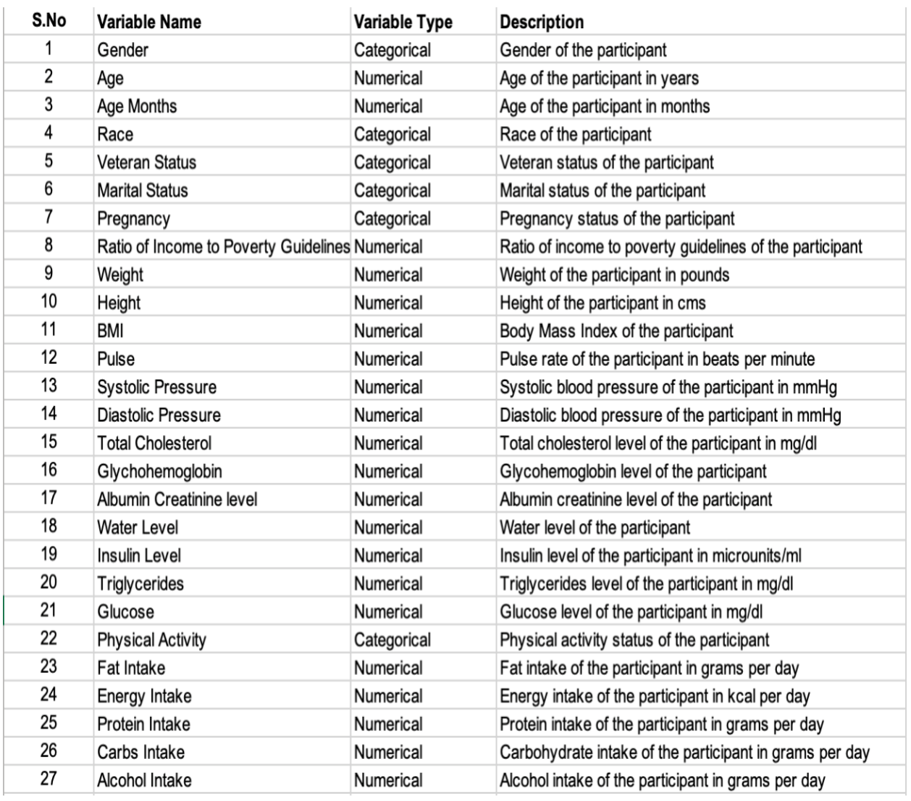 S.No Variable Name Variable Type Description
1 Gender Categorical Gender of the participant
2 Age Numerical Age of the participant in years
3 Age Months Numerical Age of the participant in months
4 Race Categorical Race of the participant
5 Veteran Status Categorical Veteran status of the participant
6 Marital Status Categorical Marital status of the participant
7 Pregnancy Categorical Pregnancy status of the participant
8 Ratio of Income to Poverty Guidelines Numerical Ratio of income to poverty guidelines of the participant
9 Weight Numerical Weight of the participant in pounds
10 Height Numerical Height of the participant in cms
11 BMI Numerical Body Mass Index of the participant
12 Pulse Numerical Pulse rate of the participant in beats per minute
13 Systolic Pressure Numerical Systolic blood pressure of the participant in mmHg
14 Diastolic Pressure Numerical Diastolic blood pressure of the participant in mmHg
15 Total Cholesterol Numerical Total cholesterol level of the participant in mg/dl
16 Glychohemoglobin Numerical Glycohemoglobin level of the participant
17 Albumin Creatinine level Numerical Albumin creatinine level of the participant
18 Water Level Numerical Water level of the participant
19 Insulin Level Numerical Insulin level of the participant in microunits/ml
20 Triglycerides Numerical Triglycerides level of the participant in mg/dl
21 Glucose Numerical Glucose level of the participant in mg/dl
22 Physical Activity Categorical Physical activity status of the participant
23 Fat Intake Numerical Fat intake of the participant in grams per day
24 Energy Intake Numerical Energy intake of the participant in kcal per day
25 Protein Intake Numerical Protein intake of the participant in grams per day
26 Carbs Intake Numerical Carbohydrate intake of the participant in grams per day
27 Alcohol Intake Numerical Alcohol intake of the participant in grams per day